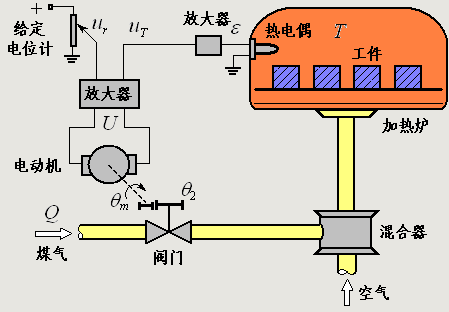 +
给定
电位计
u_r
u_T
放大器
ε
热电偶
T
工件
放大器
U
加热炉
电动机
θ_m
θ_2
Q
煤气
阀门
混合器
空气